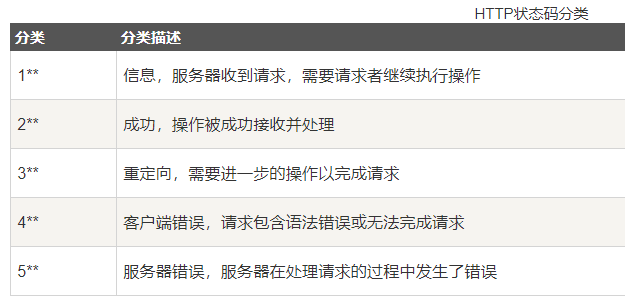 HTTP状态码分类
分类 分类描述
1** 信息，服务器收到请求，需要请求者继续执行操作
2** 成功，操作被成功接收并处理
3** 重定向，需要进一步的操作以完成请求
4** 客户端错误，请求包含语法错误或无法完成请求
5** 服务器错误，服务器在处理请求的过程中发生了错误